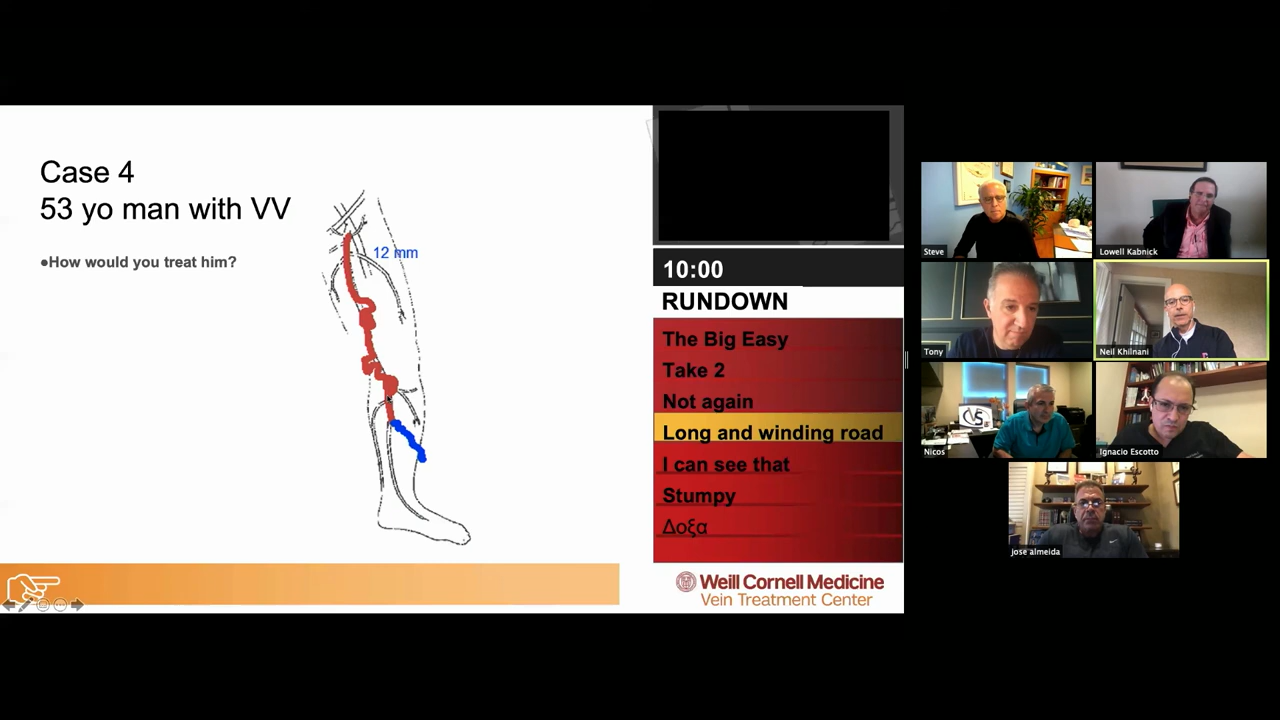 Case 4
53 yo man with VV
●How would you treat him?
12 mm
10:00
RUNDOWN
The Big Easy
Take 2
Not again
Long and winding road
I can see that
Stumpy
Δοξα
Weill Cornell Medicine
Vein Treatment Center
Steve
Lowell Kabnick
Tony
Neil Khilnani
Nicos
Ignacio Escotto
jose almeida